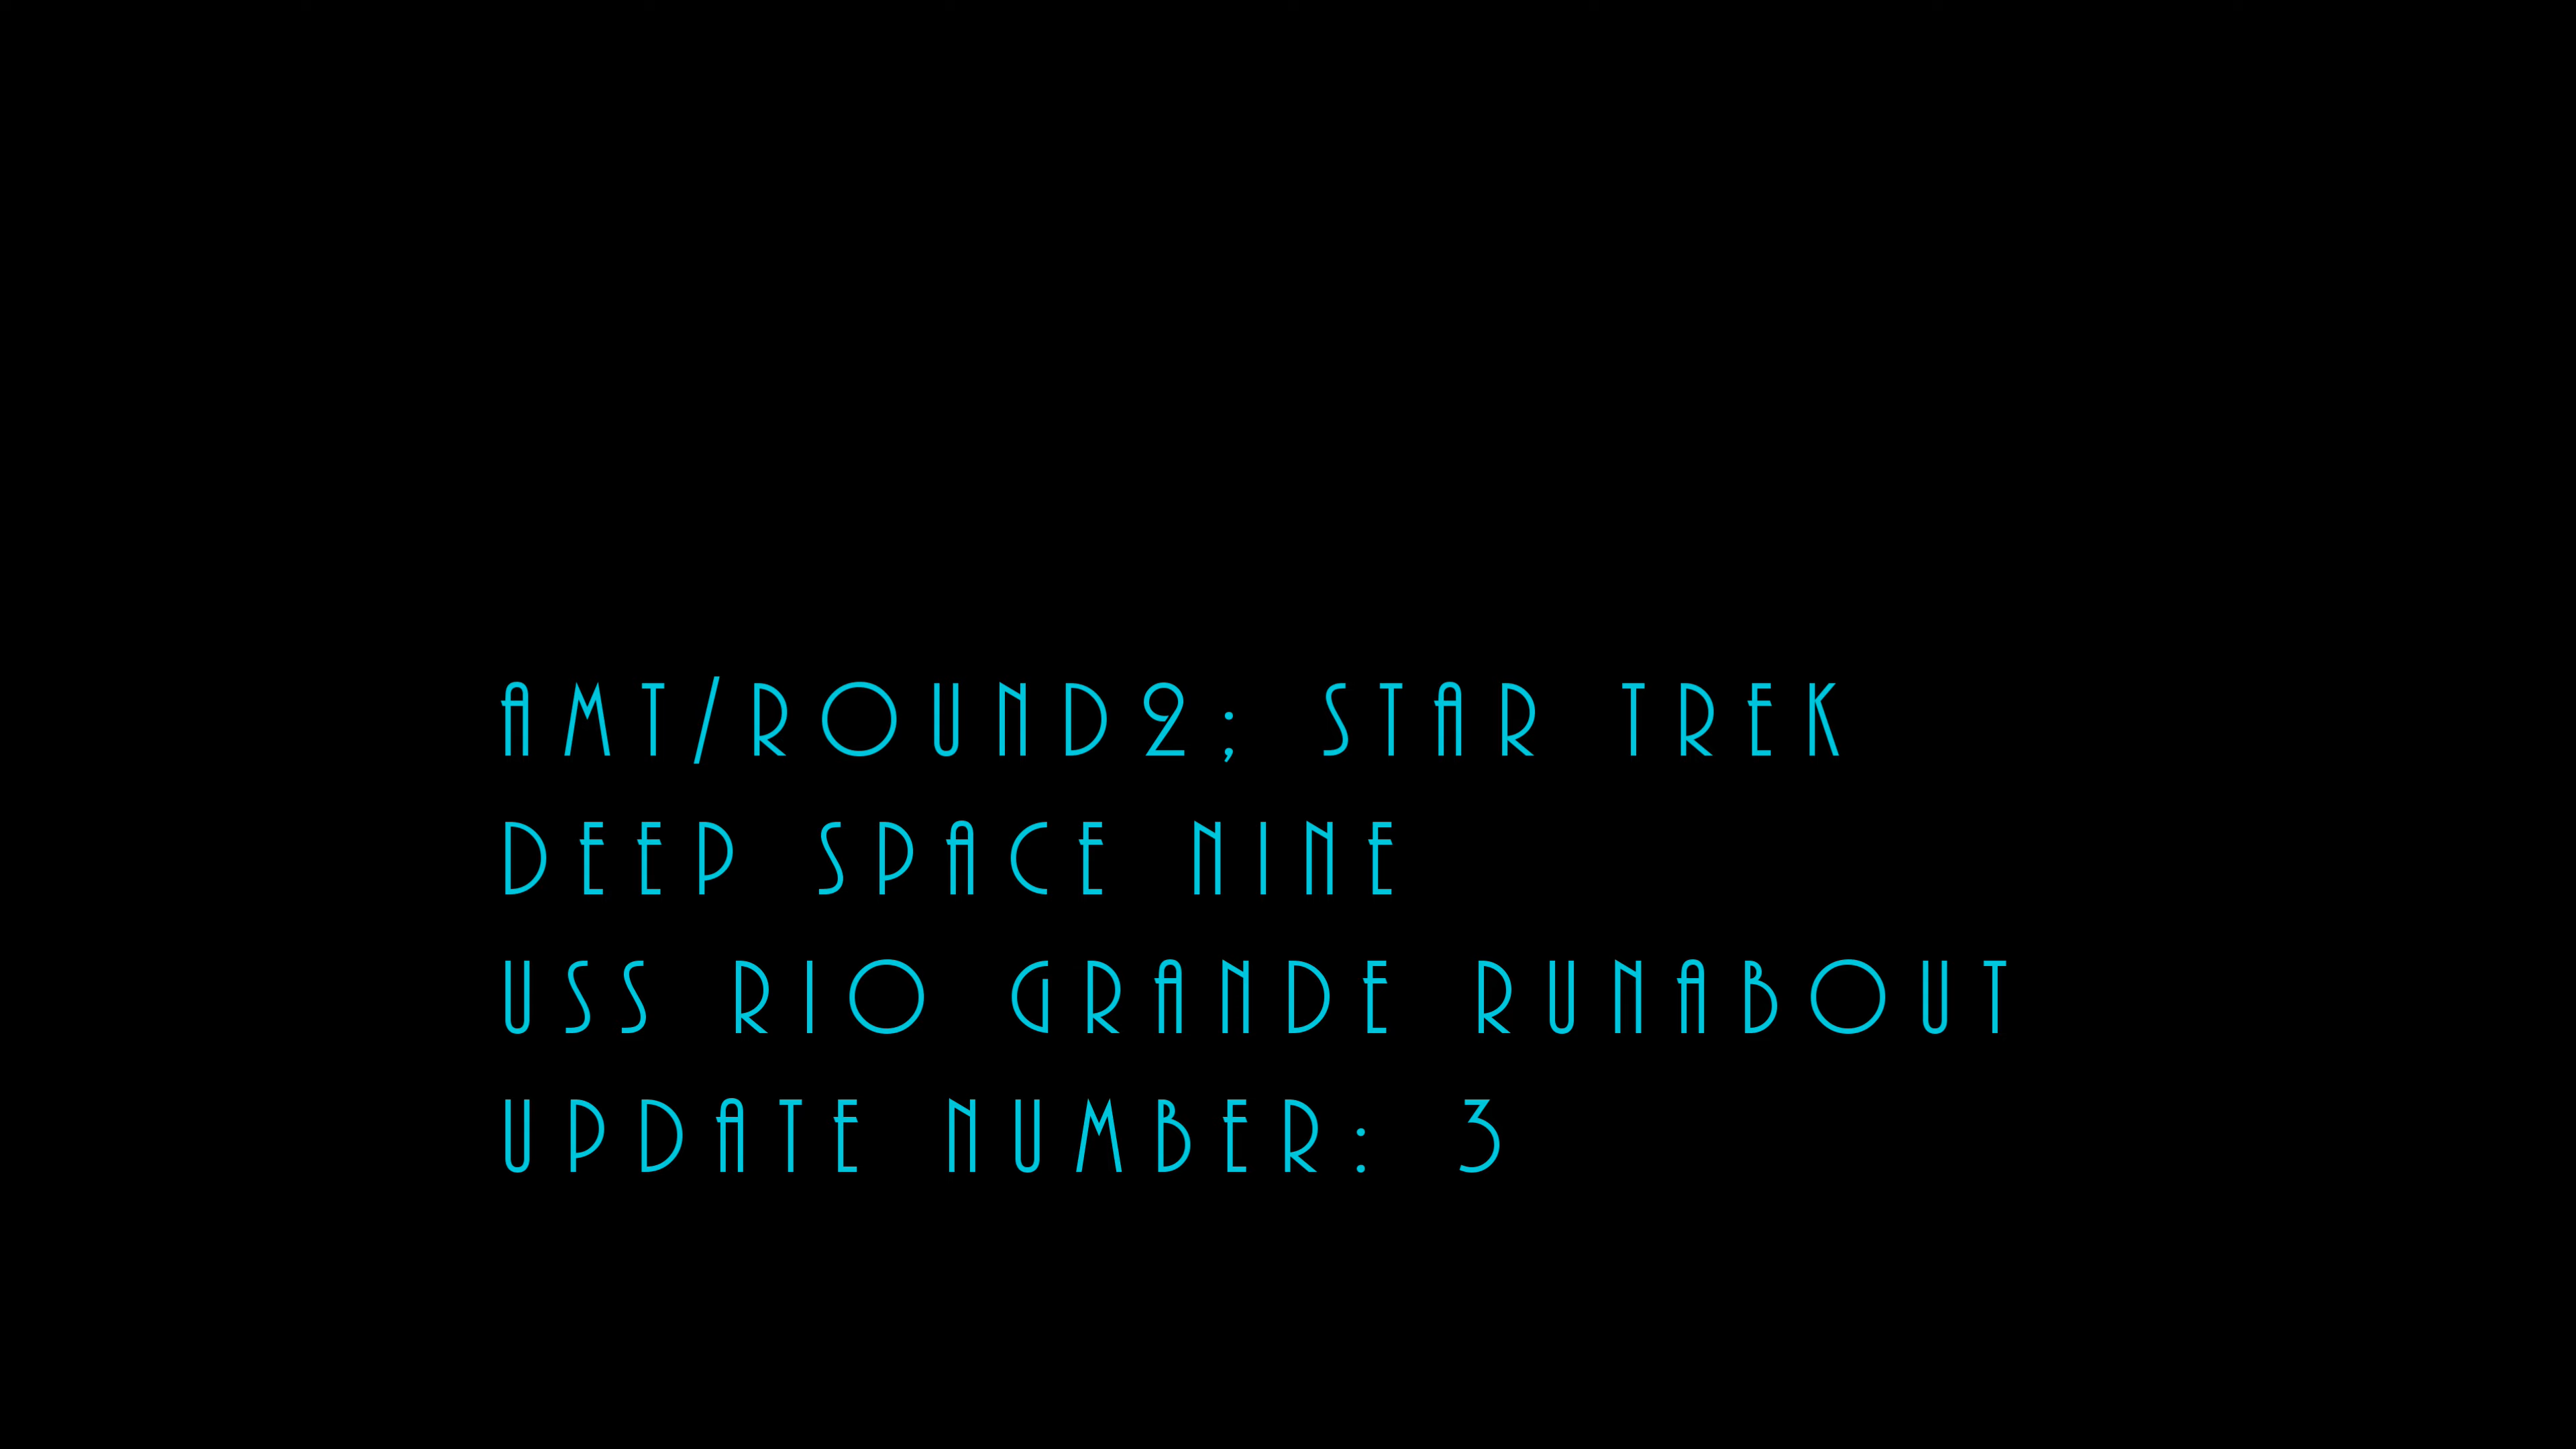 AMT/ROUND2; STAR TREK
DEEP SPACE NINE
USS RIO GRANDE RUNABOUT
UPDATE NUMBER: 3